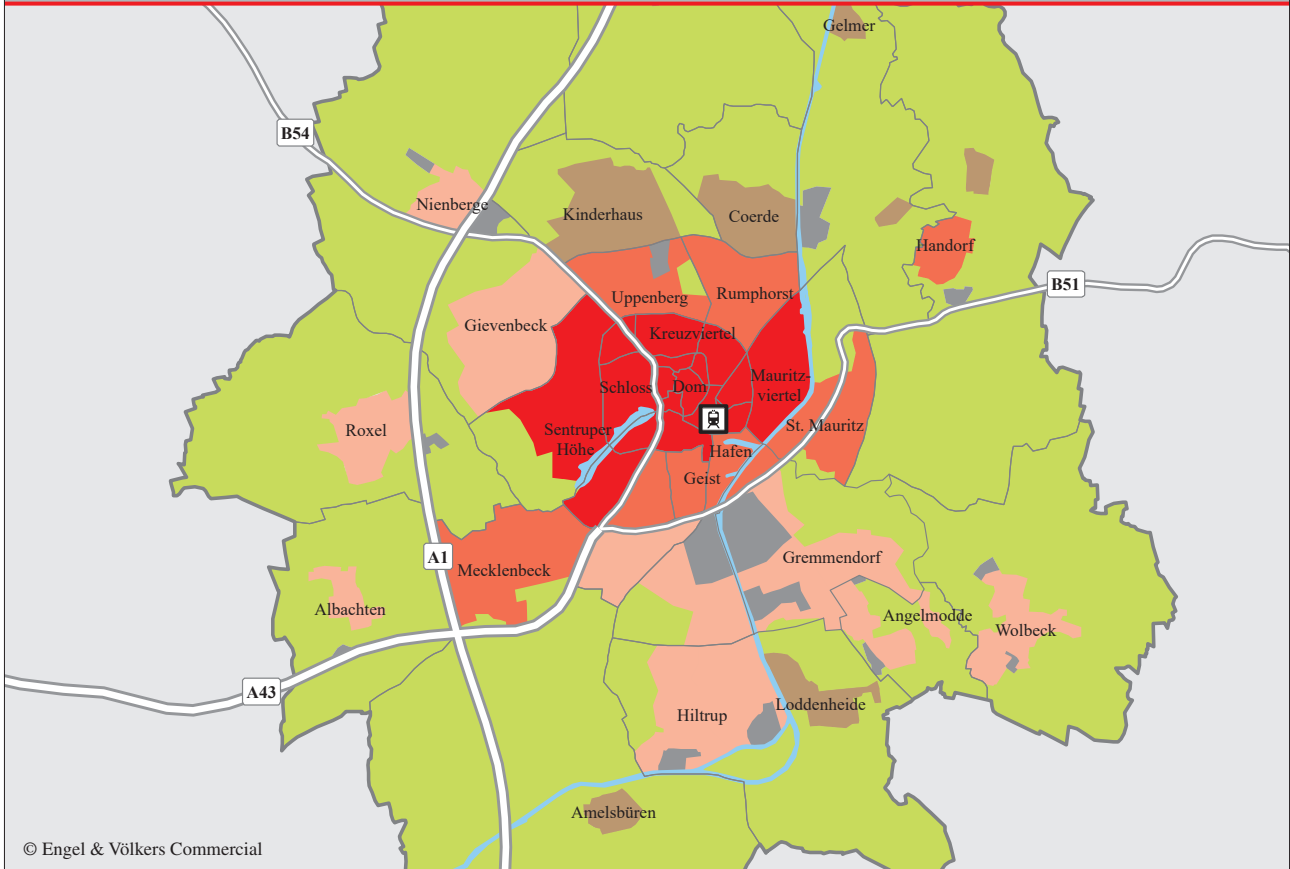 Gelmer
B54
Nienberge
Kinderhaus
Coerde
Handorf
B51
Uppenberg
Rumphorst
Gievenbeck
Kreuzviertel
Schloss
Dom
Mauritz-
viertel
Roxel
Sentruper
Höhe
St. Mauritz
Hafen
Geist
A1
Mecklenbeck
Gremmendorf
Albachten
Angelmodde
Wolbeck
A43
Hiltrup
Loddenheide
Amelsbüren
© Engel & Völkers Commercial